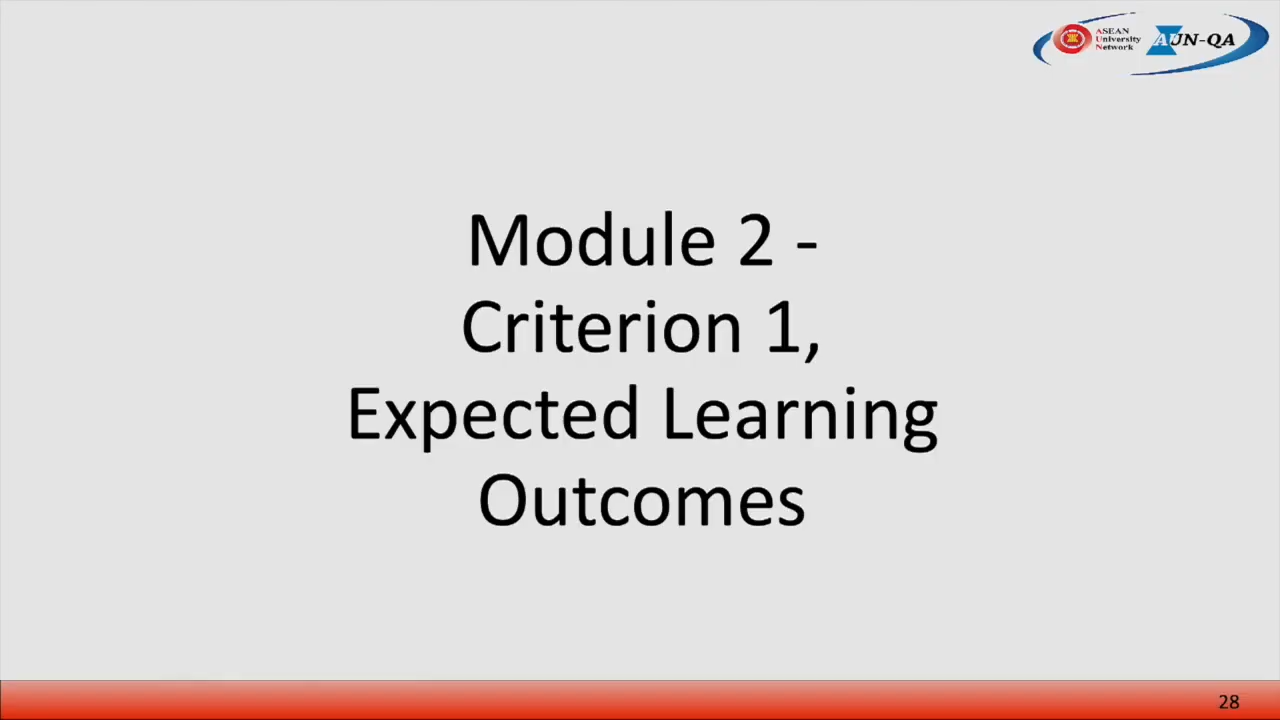 ASEAN
University
Network
AUN-QA
Module 2 -
Criterion 1,
Expected Learning
Outcomes
28